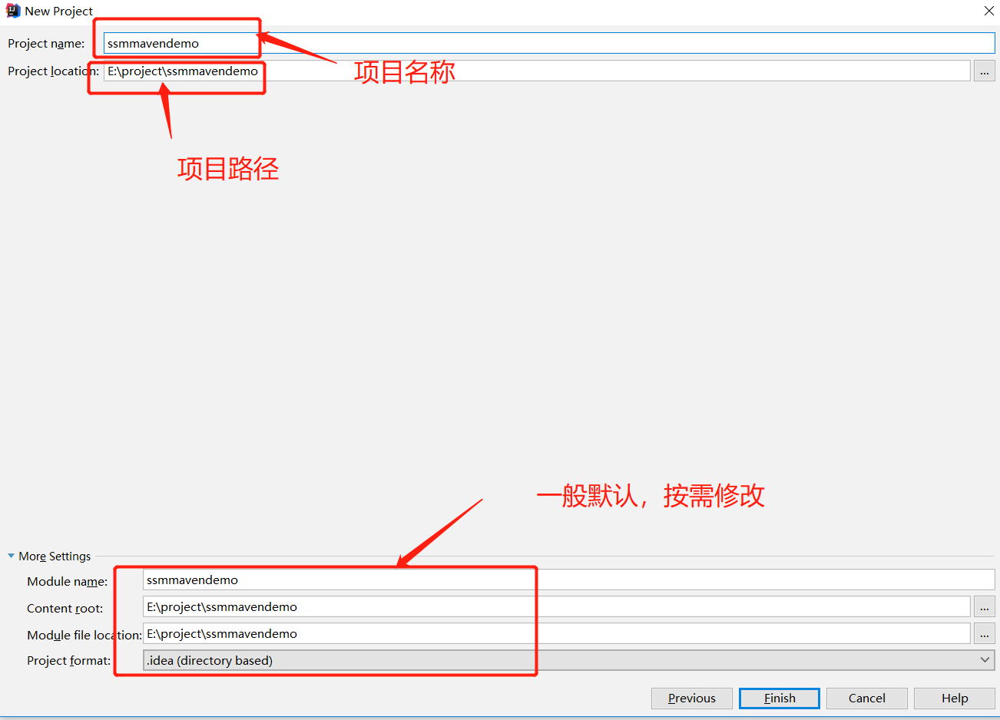 New Project
Project name: ssmmavendemo
Project location: E:\project\ssmmavendemo ...
项目名称
项目路径
一般默认，按需修改
More Settings
Module name: ssmmavendemo
Content root: E:\project\ssmmavendemo ...
Module file location: E:\project\ssmmavendemo ...
Project format: .idea (directory based)
Previous Finish Cancel Help